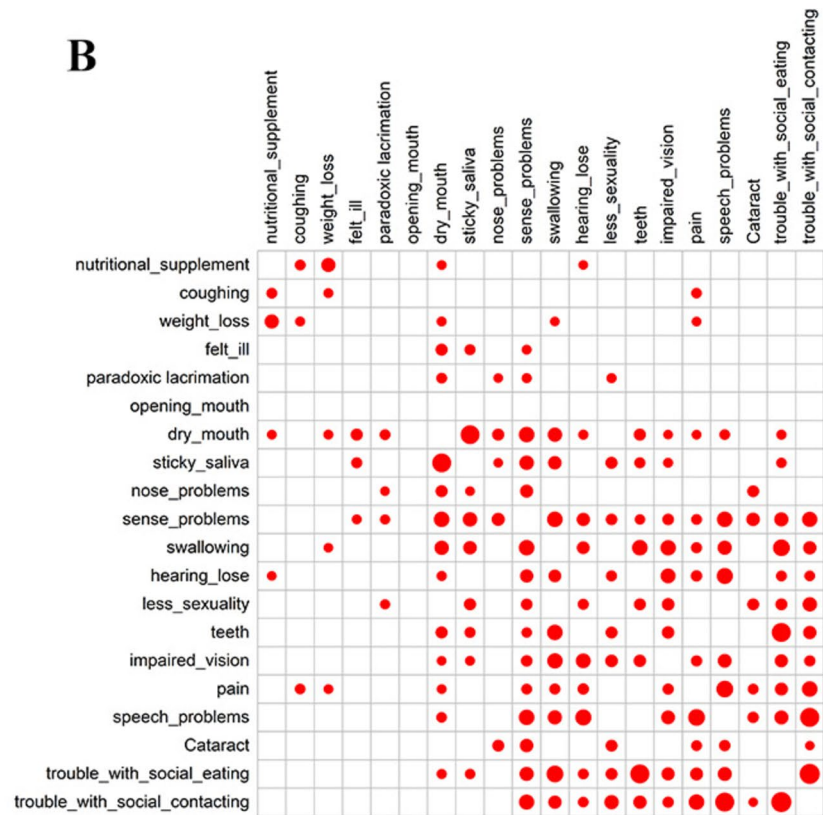 B
nutritional_supplement
coughing
weight_loss
felt_ill
paradoxic lacrimation
opening_mouth
dry_mouth
sticky_saliva
nose_problems
sense_problems
swallowing
hearing_lose
less_sexuality
teeth
impaired_vision
pain
speech_problems
Cataract
trouble_with_social_eating
trouble_with_social_contacting
nutritional_supplement
coughing
weight_loss
felt_ill
paradoxic lacrimation
opening_mouth
dry_mouth
sticky_saliva
nose_problems
sense_problems
swallowing
hearing_lose
less_sexuality
teeth
impaired_vision
pain
speech_problems
Cataract
trouble_with_social_eating
trouble_with_social_contacting